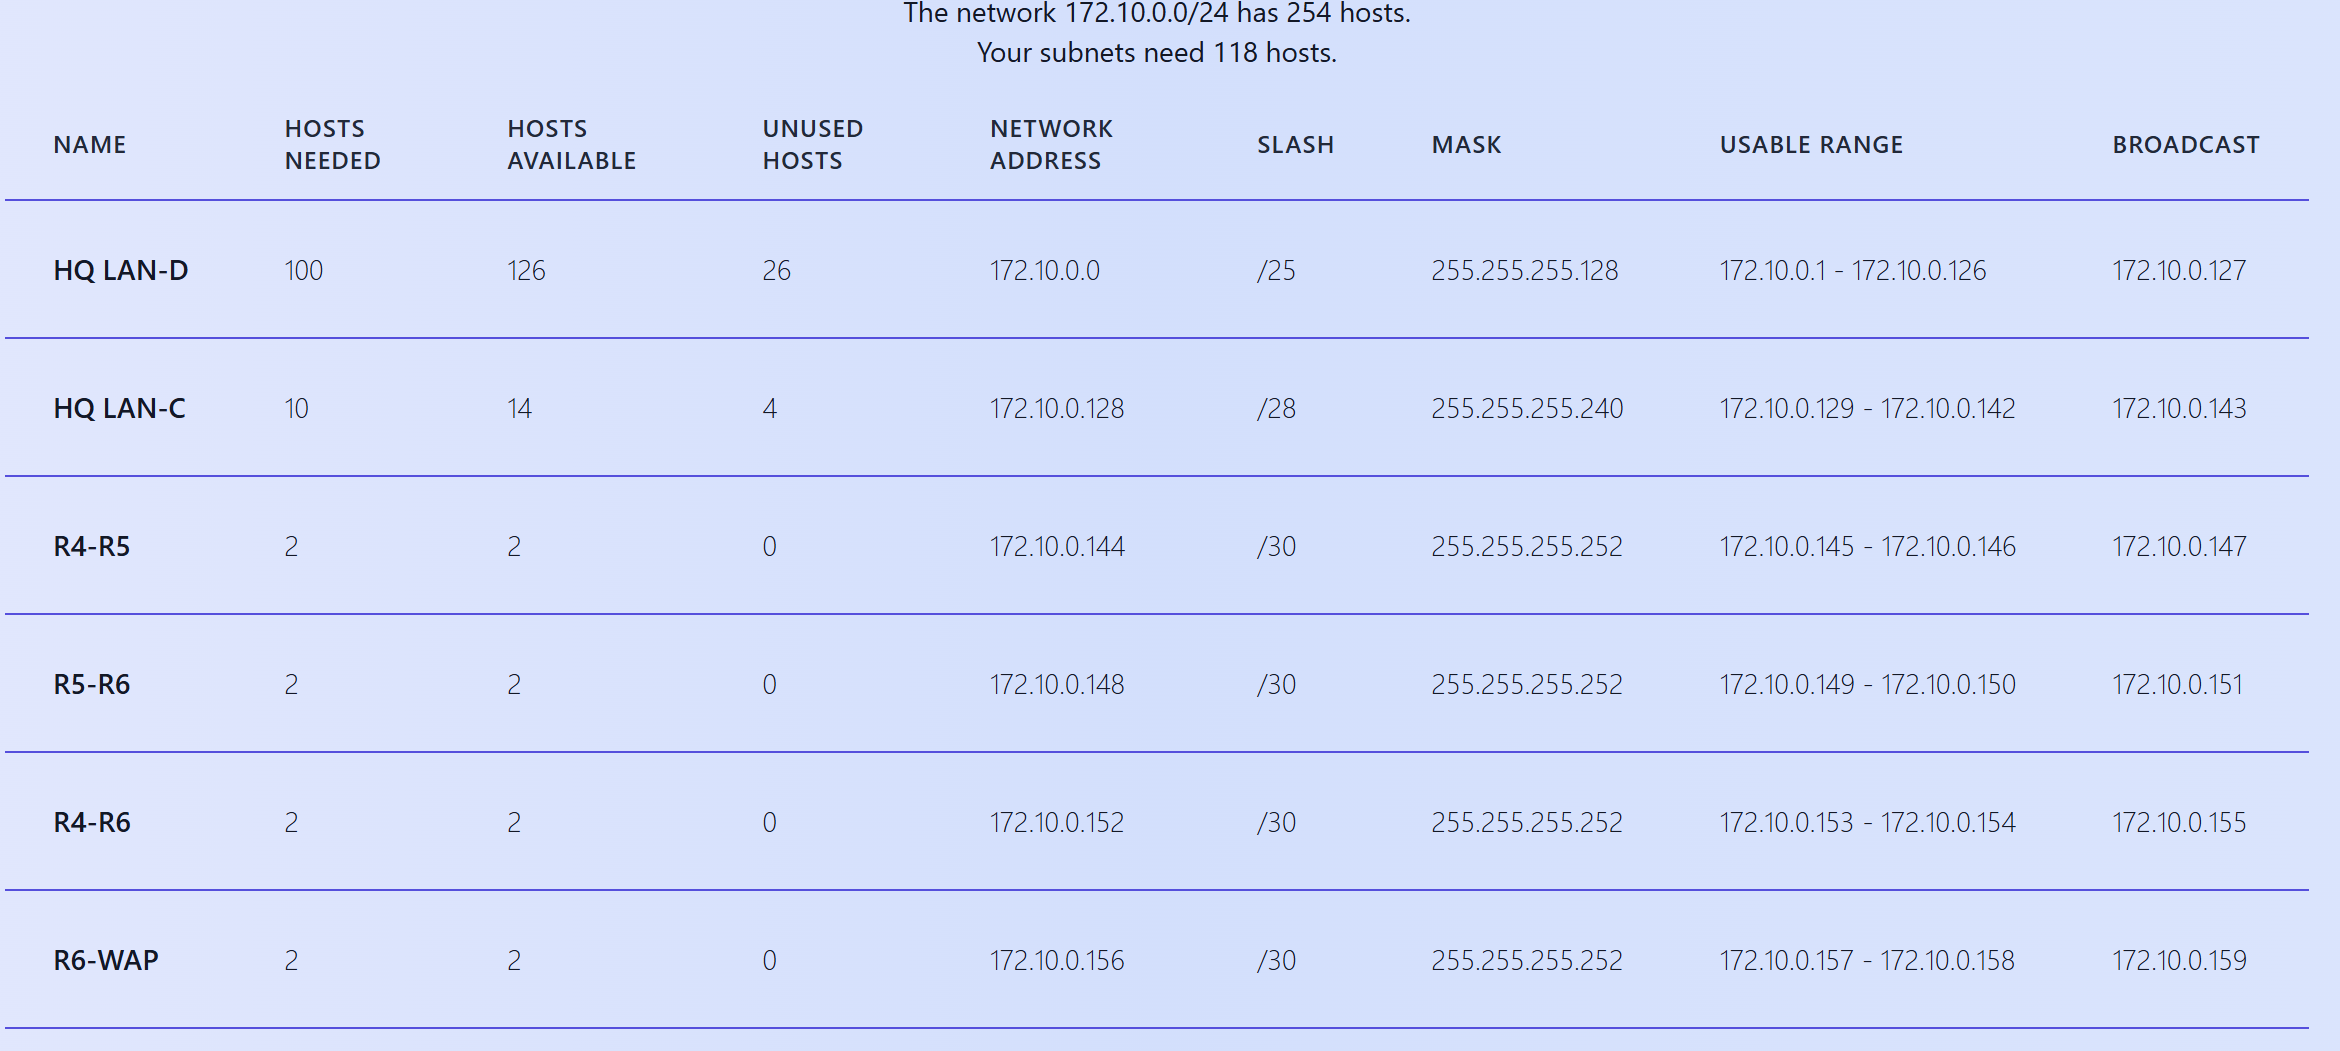 The network 172.10.0.0/24 has 254 hosts.
Your subnets need 118 hosts.
NAME HOSTS NEEDED HOSTS AVAILABLE UNUSED HOSTS NETWORK ADDRESS SLASH MASK USABLE RANGE BROADCAST
HQ LAN-D 100 126 26 172.10.0.0 /25 255.255.255.128 172.10.0.1 - 172.10.0.126 172.10.0.127
HQ LAN-C 10 14 4 172.10.0.128 /28 255.255.255.240 172.10.0.129 - 172.10.0.142 172.10.0.143
R4-R5 2 2 0 172.10.0.144 /30 255.255.255.252 172.10.0.145 - 172.10.0.146 172.10.0.147
R5-R6 2 2 0 172.10.0.148 /30 255.255.255.252 172.10.0.149 - 172.10.0.150 172.10.0.151
R4-R6 2 2 0 172.10.0.152 /30 255.255.255.252 172.10.0.153 - 172.10.0.154 172.10.0.155
R6-WAP 2 2 0 172.10.0.156 /30 255.255.255.252 172.10.0.157 - 172.10.0.158 172.10.0.159